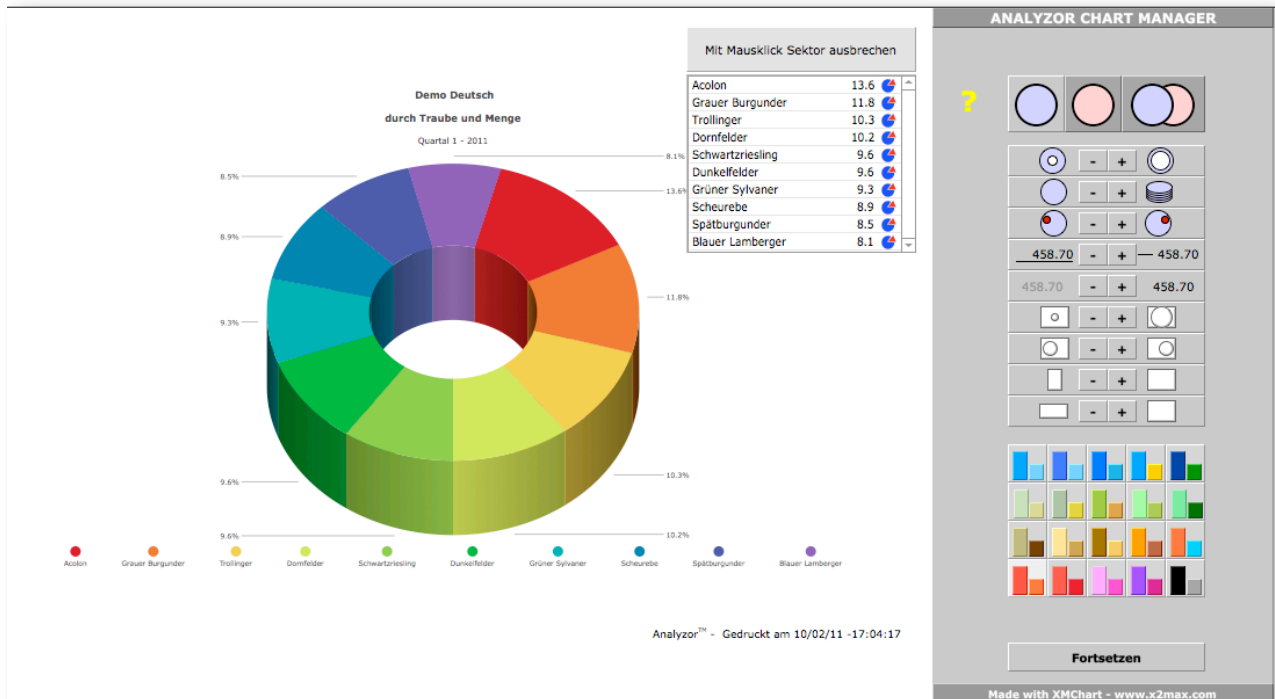 ANALYZOR CHART MANAGER
Mit Mausklick Sektor ausbrechen
Acolon 13.6
Grauer Burgunder 11.8
Trollinger 10.3
Dornfelder 10.2
Schwartzriesling 9.6
Dunkelfelder 9.6
Grüner Sylvaner 9.3
Scheurebe 8.9
Spätburgunder 8.5
Blauer Lamberger 8.1
?
Demo Deutsch
durch Traube und Menge
Quartal 1 - 2011
8.1%
13.6%
11.8%
10.3%
10.2%
9.6%
9.6%
9.3%
8.9%
8.5%
Acolon
Grauer Burgunder
Trollinger
Dornfelder
Schwartzriesling
Dunkelfelder
Grüner Sylvaner
Scheurebe
Spätburgunder
Blauer Lamberger
Analyzor™ - Gedruckt am 10/02/11 -17:04:17
- +
- +
- +
458.70 - + 458.70
458.70 - + 458.70
- +
- +
- +
- +
Fortsetzen
Made with XMChart - www.x2max.com